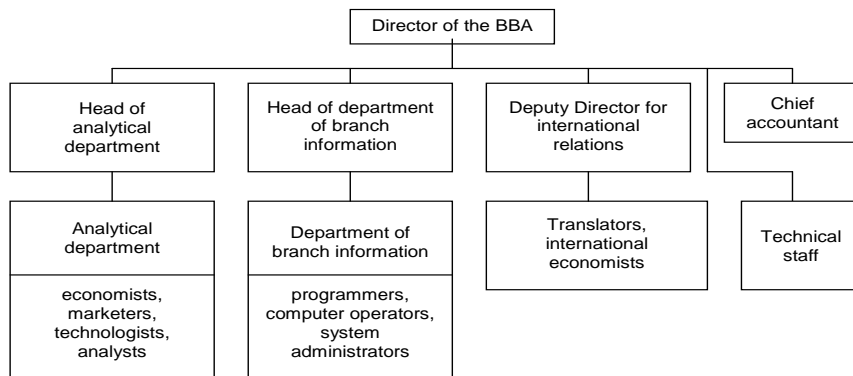 Director of the BBA
Head of
analytical
department
Head of department
of branch
information
Deputy Director for
international
relations
Chief
accountant
Analytical
department
economists,
marketers,
technologists,
analysts
Department of
branch information
programmers,
computer operators,
system
administrators
Translators,
international
economists
Technical
staff